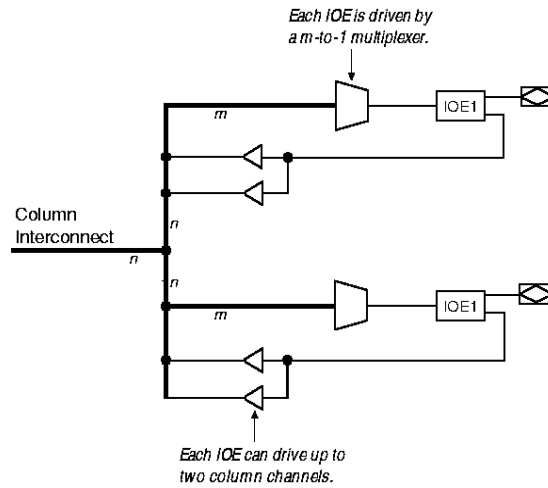 Each IOE is driven by
a m-to-1 multiplexer.
m
IOE1
Column
Interconnect
n
n
n
m
IOE1
Each IOE can drive up to
two column channels.